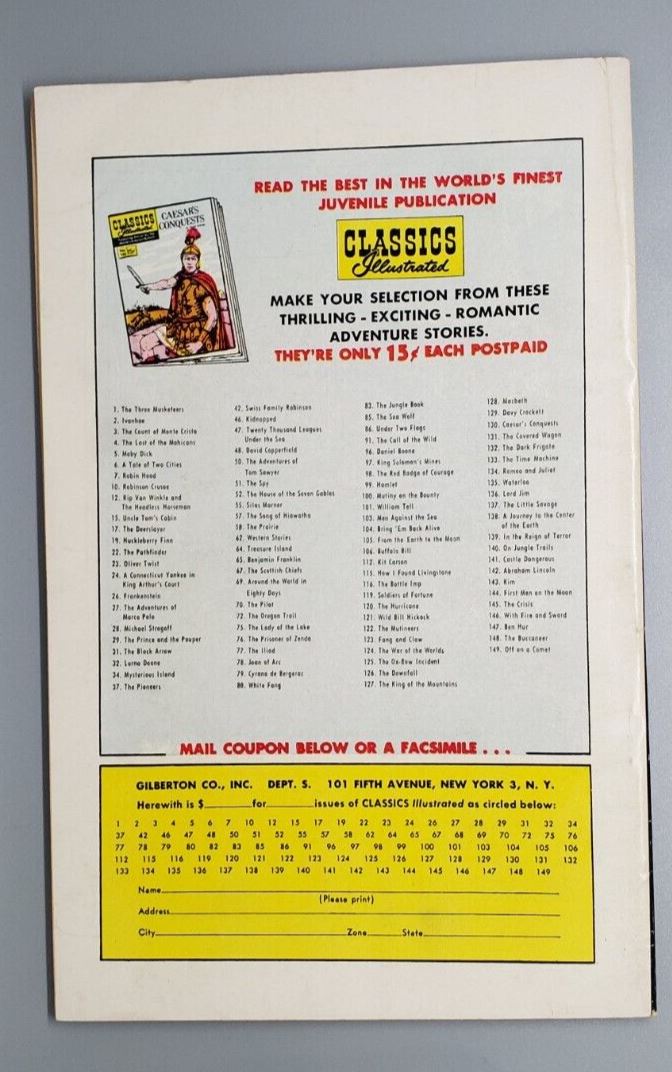 READ THE BEST IN THE WORLD'S FINEST
JUVENILE PUBLICATION
CLASSICS
Illustrated
CLASSICS
Illustrated
CAESAR'S
CONQUESTS
MAKE YOUR SELECTION FROM THESE
THRILLING - EXCITING - ROMANTIC
ADVENTURE STORIES.
THEY'RE ONLY 15¢ EACH POSTPAID
1. The Three Musketeers
2. Ivanhoe
3. The Count of Monte Cristo
4. The Last of the Mohicans
5. Moby Dick
6. A Tale of Two Cities
7. Robin Hood
10. Robinson Crusoe
12. Rip Van Winkle and
The Headless Horseman
15. Uncle Tom's Cabin
17. The Deerslayer
19. Huckleberry Finn
22. The Pathfinder
23. Oliver Twist
24. A Connecticut Yankee in
King Arthur's Court
26. Frankenstein
27. The Adventures of
Marco Polo
28. Michael Strogoff
29. The Prince and the Pauper
31. The Black Arrow
32. Lorna Doone
34. Mysterious Island
37. The Pioneers
42. Swiss Family Robinson
46. Kidnapped
47. Twenty Thousand Leagues
Under the Sea
48. David Copperfield
50. The Adventures of
Tom Sawyer
51. The Spy
52. The House of the Seven Gables
55. Silas Marner
57. The Song of Hiawatha
58. The Prairie
62. Western Stories
64. Treasure Island
65. Benjamin Franklin
67. The Scottish Chiefs
69. Around the World in
Eighty Days
70. The Pilot
72. The Oregon Trail
75. The Lady of the Lake
76. The Prisoner of Zenda
77. The Iliad
78. Joan of Arc
79. Cyrano de Bergerac
80. White Fang
83. The Jungle Book
85. The Sea Wolf
86. Under Two Flags
91. The Call of the Wild
96. Daniel Boone
97. King Solomon's Mines
98. The Red Badge of Courage
99. Hamlet
100. Mutiny on the Bounty
101. William Tell
103. Men Against the Sea
104. Bring 'Em Back Alive
105. From the Earth to the Moon
106. Buffalo Bill
112. Kit Carson
115. How I Found Livingstone
116. The Bottle Imp
119. Soldiers of Fortune
120. The Hurricane
121. Wild Bill Hickock
122. The Mutineers
123. Fang and Claw
124. The War of the Worlds
125. The Ox-Bow Incident
126. The Downfall
127. The King of the Mountains
128. Macbeth
129. Davy Crockett
130. Caesar's Conquests
131. The Covered Wagon
132. The Dark Frigate
133. The Time Machine
134. Romeo and Juliet
135. Waterloo
136. Lord Jim
137. The Little Savage
138. A Journey to the Center
of the Earth
139. In the Reign of Terror
140. On Jungle Trails
141. Castle Dangerous
142. Abraham Lincoln
143. Kim
144. First Men on the Moon
145. The Crisis
146. With Fire and Sword
147. Ben Hur
148. The Buccaneer
149. Off on a Comet
MAIL COUPON BELOW OR A FACSIMILE . . .
GILBERTON CO., INC. DEPT. S. 101 FIFTH AVENUE, NEW YORK 3, N. Y.
Herewith is $______for______issues of CLASSICS Illustrated as circled below:
1 2 3 4 5 6 7 10 12 15 17 19 22 23 24 26 27 28 29 31 32 34
37 42 46 47 48 50 51 52 55 57 58 62 64 65 67 68 69 70 72 75 76
77 78 79 80 82 83 85 86 91 96 97 98 99 100 101 103 104 105 106
112 115 116 119 120 121 122 123 124 125 126 127 128 129 130 131 132
133 134 135 136 137 138 139 140 141 142 143 144 145 146 147 148 149
Name
(Please print)
Address
City Zone State